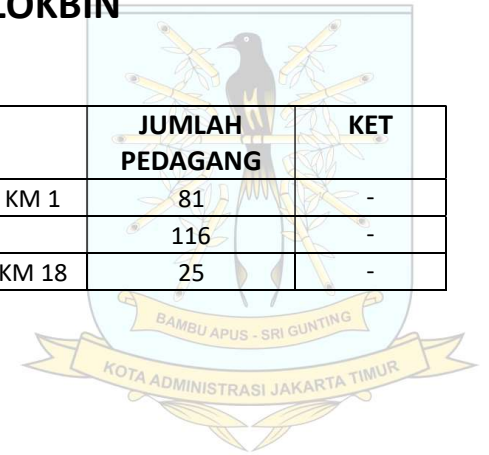 LOKBIN
JUMLAH PEDAGANG KET
KM 1 81 -
116 -
KM 18 25 -
BAMBU APUS - SRI GUNTING
KOTA ADMINISTRASI JAKARTA TIMUR